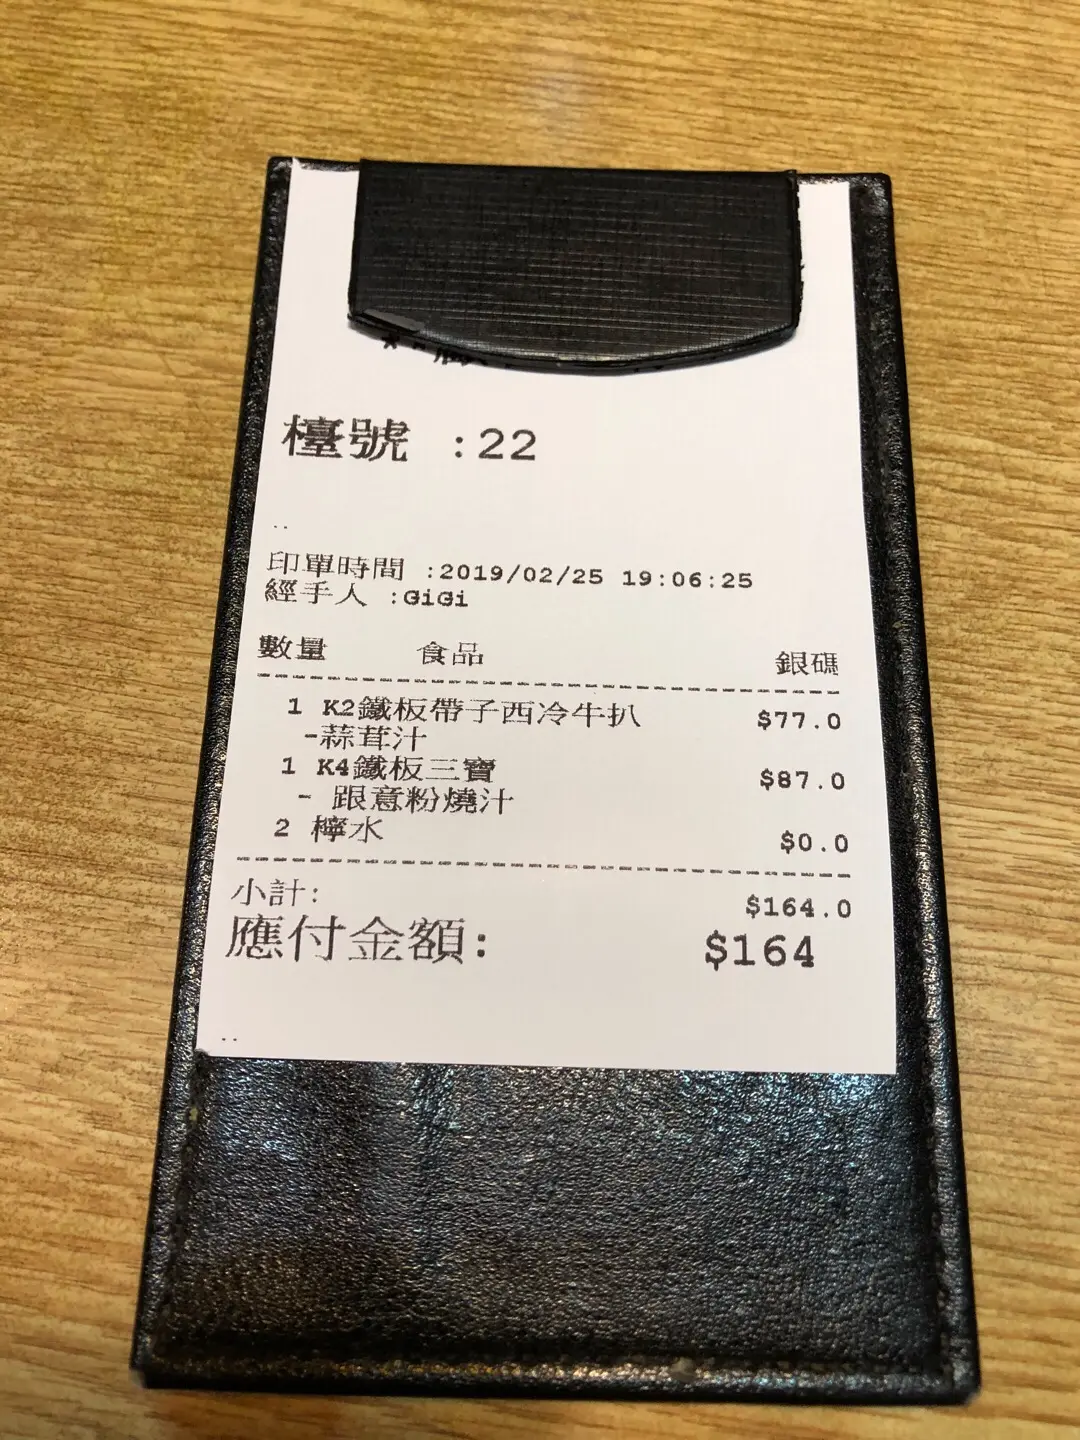 檯號 :22
..
印單時間 :2019/02/25 19:06:25
經手人 :GiGi
數量 食品 銀碼
1 K2鐵板帶子西冷牛扒 $77.0
-蒜茸汁
1 K4鐵板三寶 $87.0
- 跟意粉燒汁
2 檸水 $0.0
小計: $164.0
應付金額: $164
..